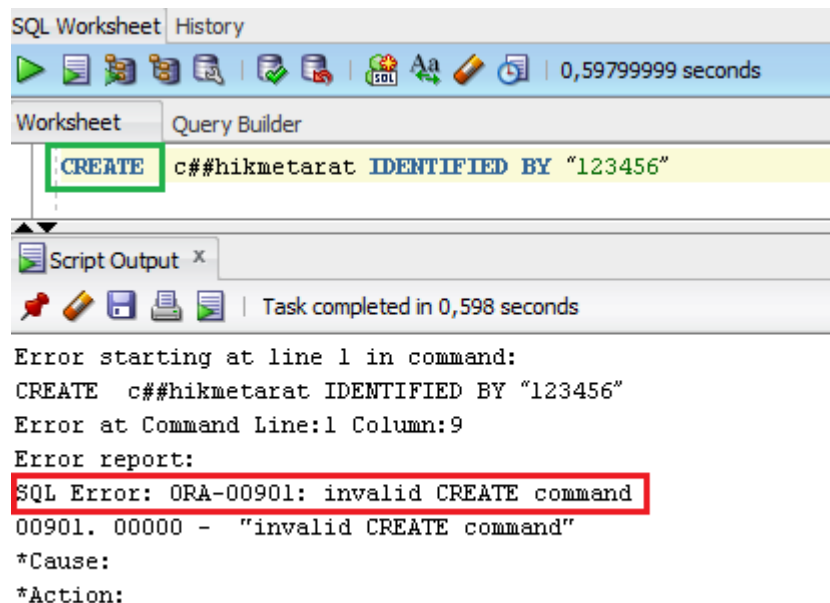 SQL Worksheet History
0,59799999 seconds
Worksheet Query Builder
CREATE c##hikmetarat IDENTIFIED BY “123456”
Script Output x
Task completed in 0,598 seconds
Error starting at line 1 in command:
CREATE  c##hikmetarat IDENTIFIED BY “123456”
Error at Command Line:1 Column:9
Error report:
SQL Error: ORA-00901: invalid CREATE command
00901. 00000 -  "invalid CREATE command"
*Cause:
*Action: